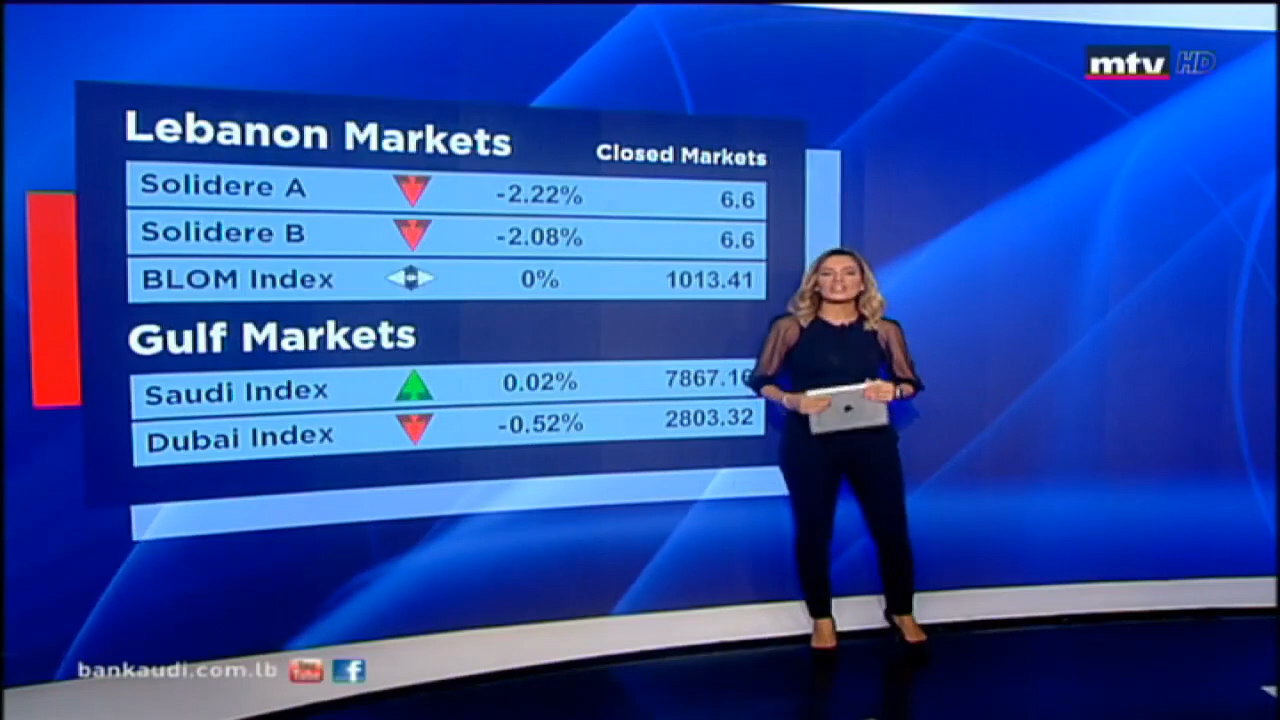 mtv HD
Lebanon Markets
Closed Markets
Solidere A -2.22% 6.6
Solidere B -2.08% 6.6
BLOM Index 0% 1013.41
Gulf Markets
Saudi Index 0.02% 7867.16
Dubai Index -0.52% 2803.32
bankaudi.com.lb You Tube f